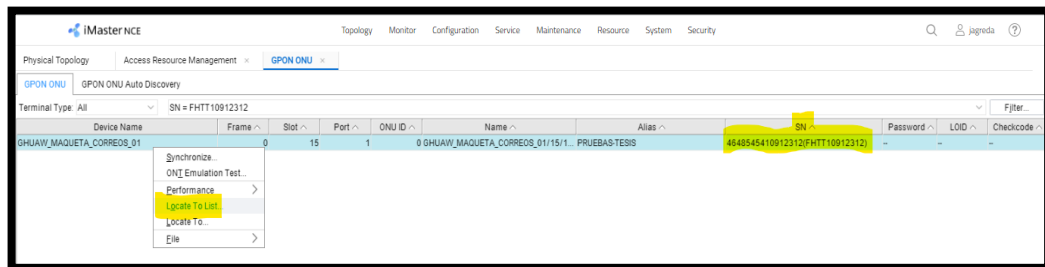 iMaster NCE Topology Monitor Configuration Service Maintenance Resource System Security jagreda ?
Physical Topology Access Resource Management × GPON ONU ×
GPON ONU GPON ONU Auto Discovery
Terminal Type: All SN = FHTT10912312 Filter...
Device Name Frame Slot Port ONU ID Name Alias SN Password LOID Checkcode
GHUAW_MAQUETA_CORREOS_01 0 15 1 0 GHUAW_MAQUETA_CORREOS_01/15/1... PRUEBAS-TESIS 4648545410912312(FHTT10912312) -- -- --
Synchronize...
ONT Emulation Test...
Performance >
Locate To List...
Locate To...
File >